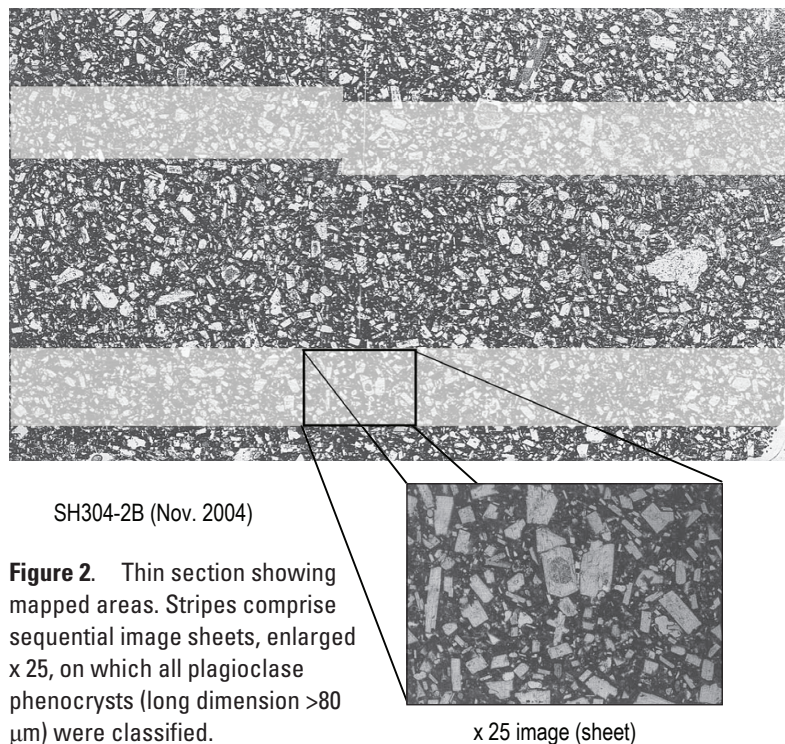 SH304-2B (Nov. 2004)
Figure 2. Thin section showing
mapped areas. Stripes comprise
sequential image sheets, enlarged
x 25, on which all plagioclase
phenocrysts (long dimension >80
μm) were classified.
x 25 image (sheet)